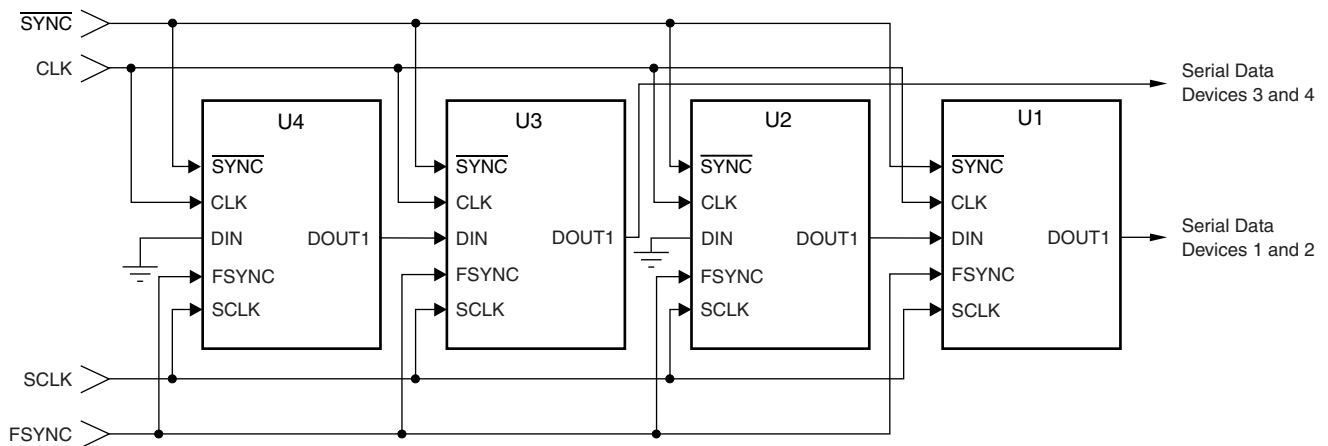 SYNC
CLK
Serial Data
Devices 3 and 4
U4
U3
U2
U1
SYNC
SYNC
SYNC
SYNC
CLK
CLK
CLK
CLK
DIN
DOUT1
DIN
DOUT1
DIN
DOUT1
DIN
DOUT1
Serial Data
Devices 1 and 2
FSYNC
FSYNC
FSYNC
FSYNC
SCLK
SCLK
SCLK
SCLK
SCLK
FSYNC